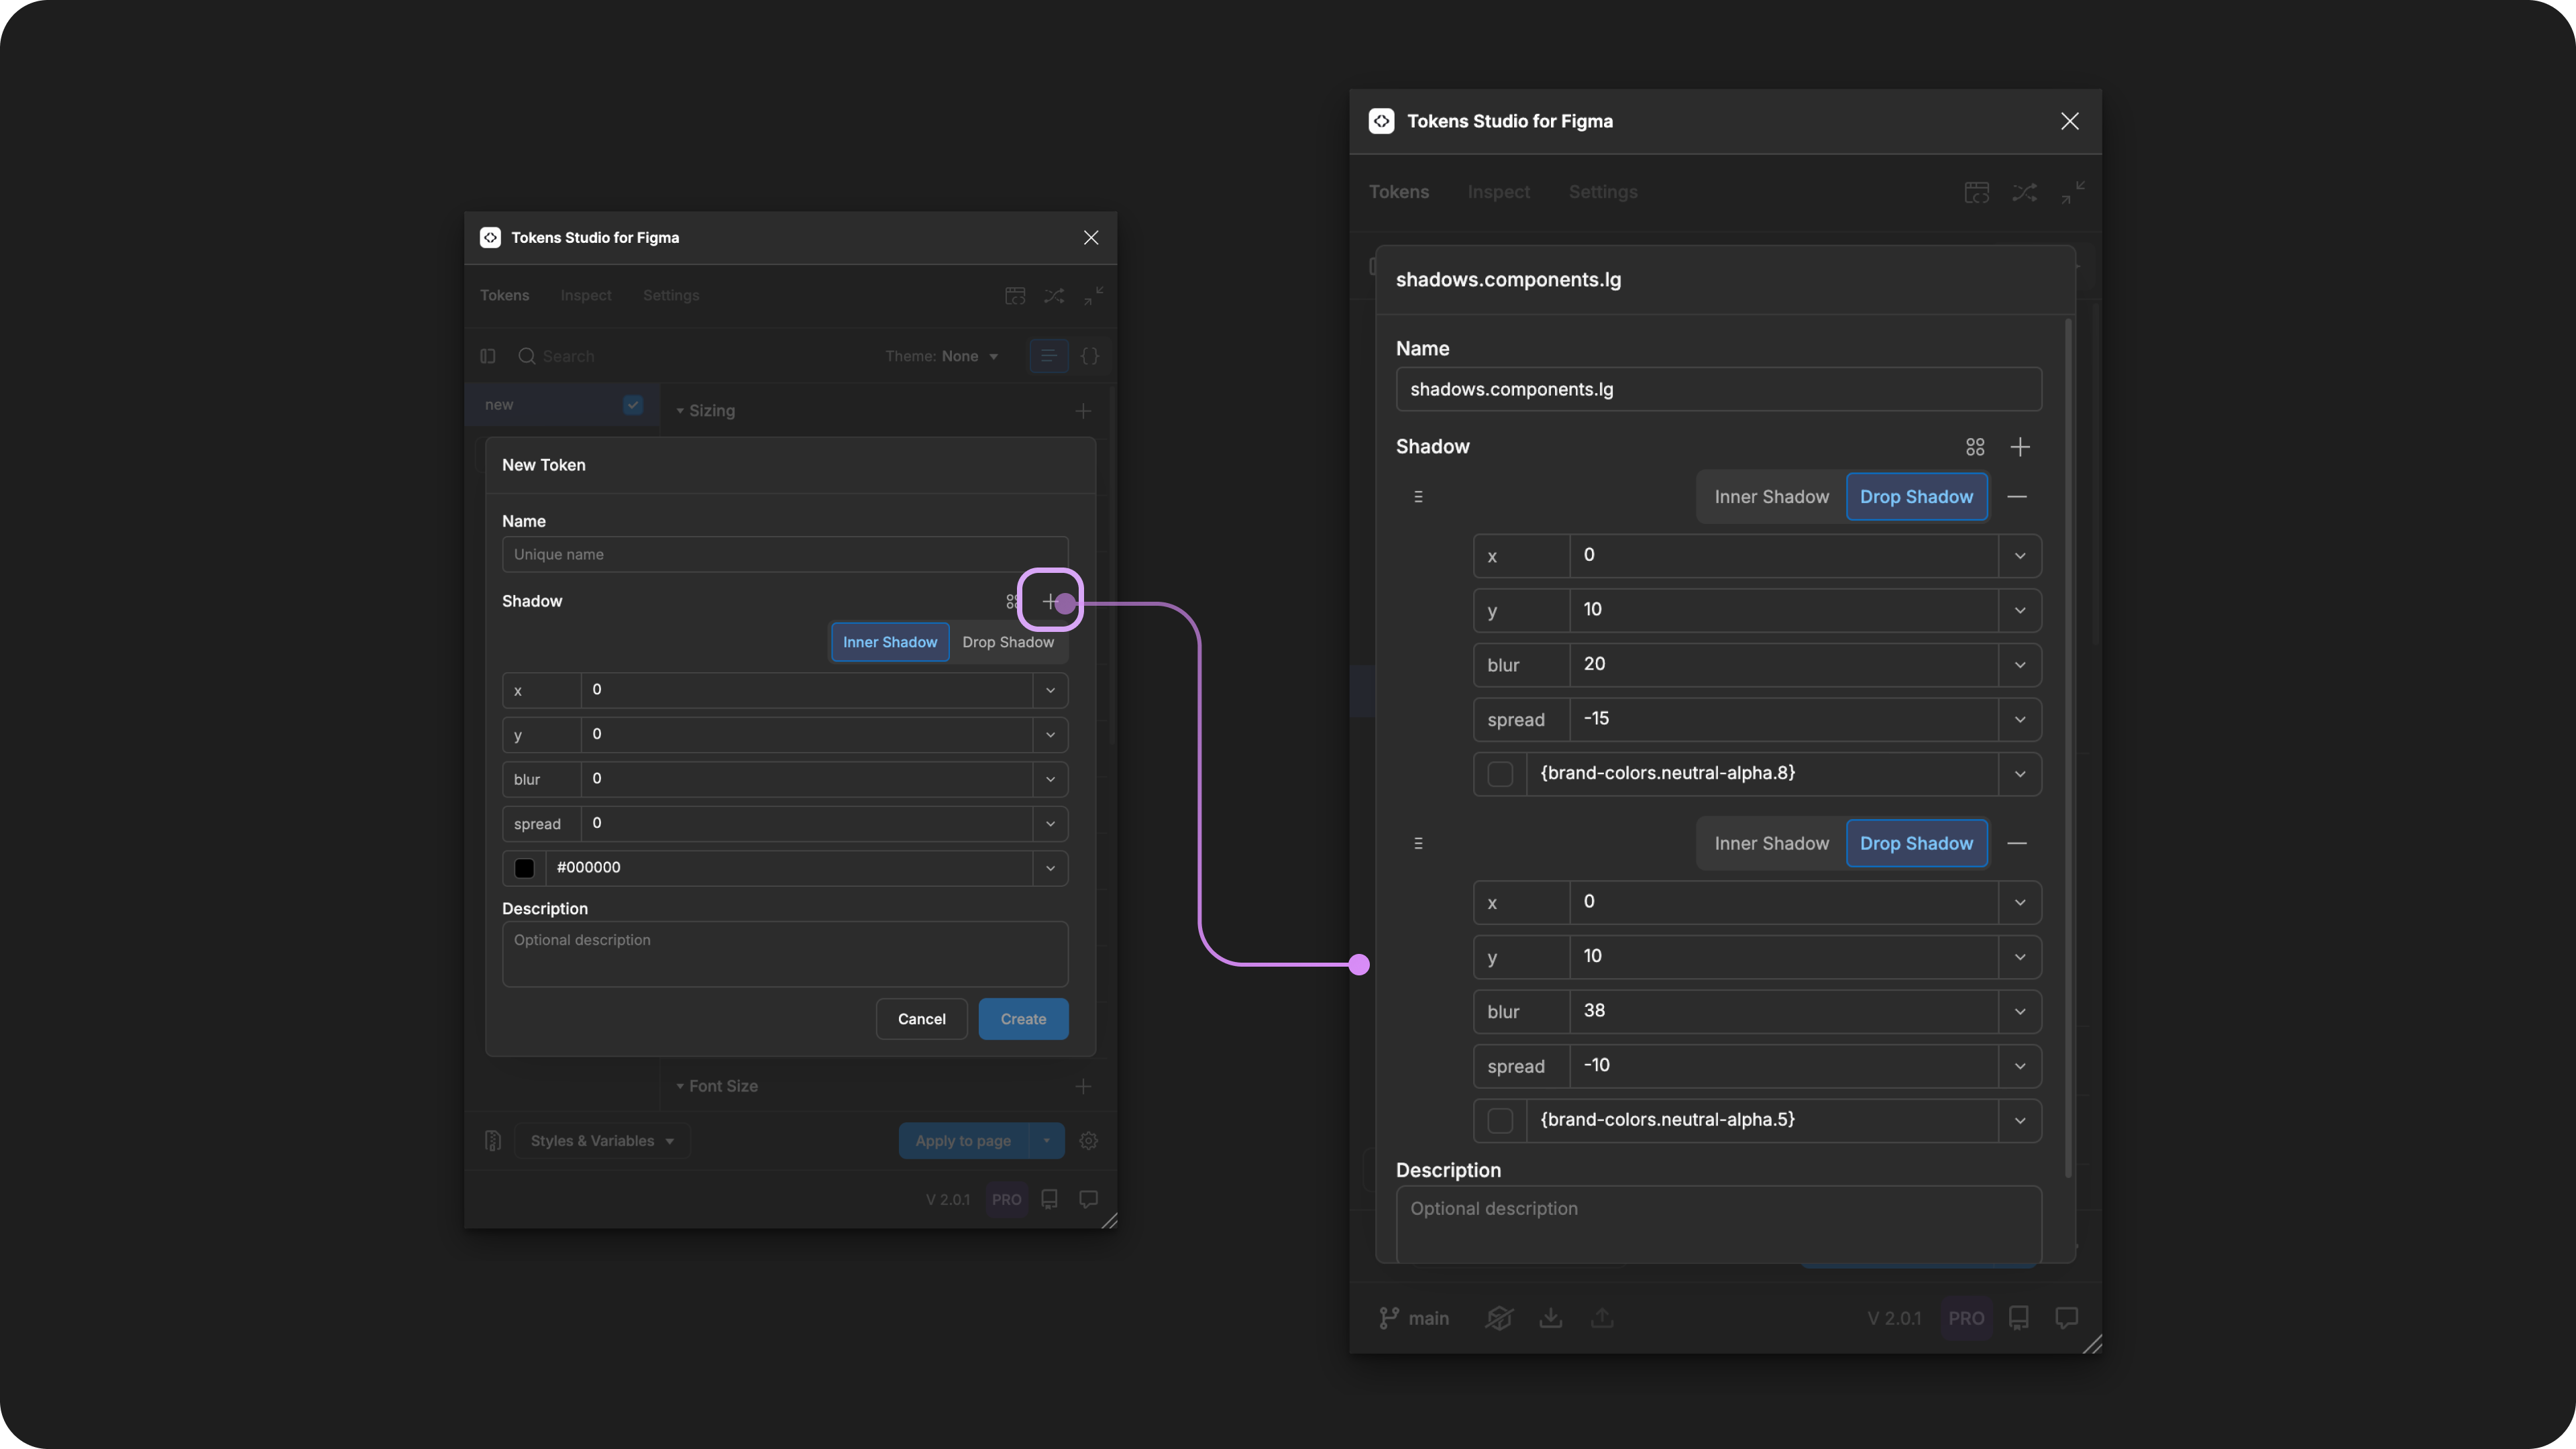 Tokens Studio for Figma
Tokens Inspect Settings
Search Theme: None
new Sizing
New Token
Name
Unique name
Shadow
Inner Shadow Drop Shadow
x 0
y 0
blur 0
spread 0
#000000
Description
Optional description
Cancel Create
Font Size
Styles & Variables Apply to page
V 2.0.1 PRO
Tokens Studio for Figma
Tokens Inspect Settings
shadows.components.lg
Name
shadows.components.lg
Shadow
Inner Shadow Drop Shadow
x 0
y 10
blur 20
spread -15
{brand-colors.neutral-alpha.8}
Inner Shadow Drop Shadow
x 0
y 10
blur 38
spread -10
{brand-colors.neutral-alpha.5}
Description
Optional description
main V 2.0.1 PRO